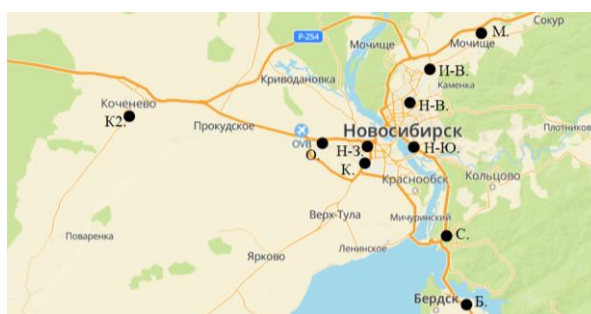 Сокур
М.
Р-254
Мочище
Мочище
И-В.
Криводановка
Каменка
Коченево
Н-В.
К2.
Прокудское
Новосибирск
Плотниково
OVB
О.
Н-З.
Н-Ю.
К.
Краснообск
Кольцово
Верх-Тула
Мичуринский
С.
Поваренка
Ленинское
Ярково
Бердск
Б.